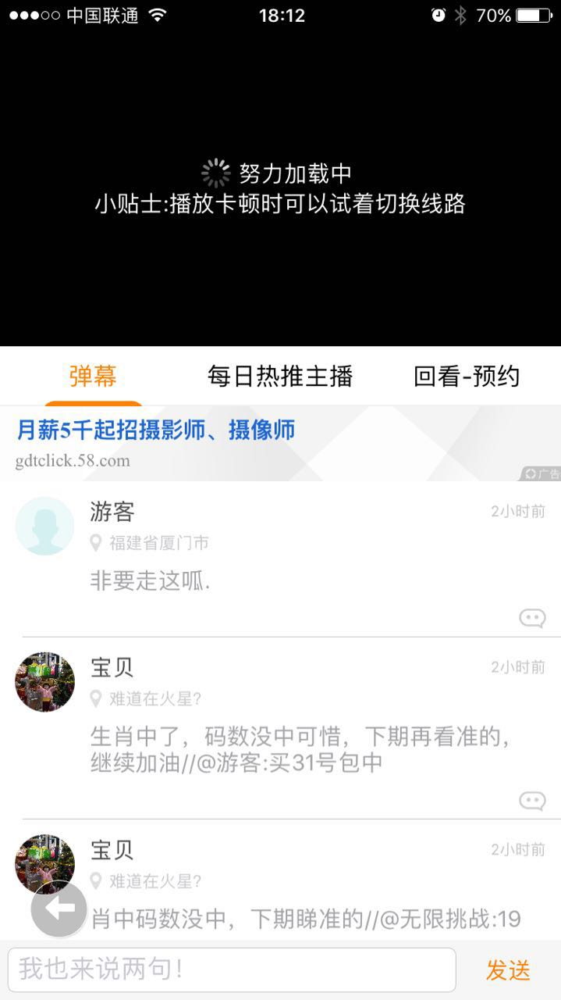 中国联通
18:12
70%
努力加载中
小贴士:播放卡顿时可以试着切换线路
弹幕
每日热推主播
回看-预约
月薪5千起招摄影师、摄像师
gdtclick.58.com
广告
游客
2小时前
福建省厦门市
非要走这呱.
宝贝
2小时前
难道在火星?
生肖中了，码数没中可惜，下期再看准的，
继续加油//@游客:买31号包中
宝贝
2小时前
难道在火星?
肖中码数没中，下期睇准的//@无限挑战:19
我也来说两句!
发送